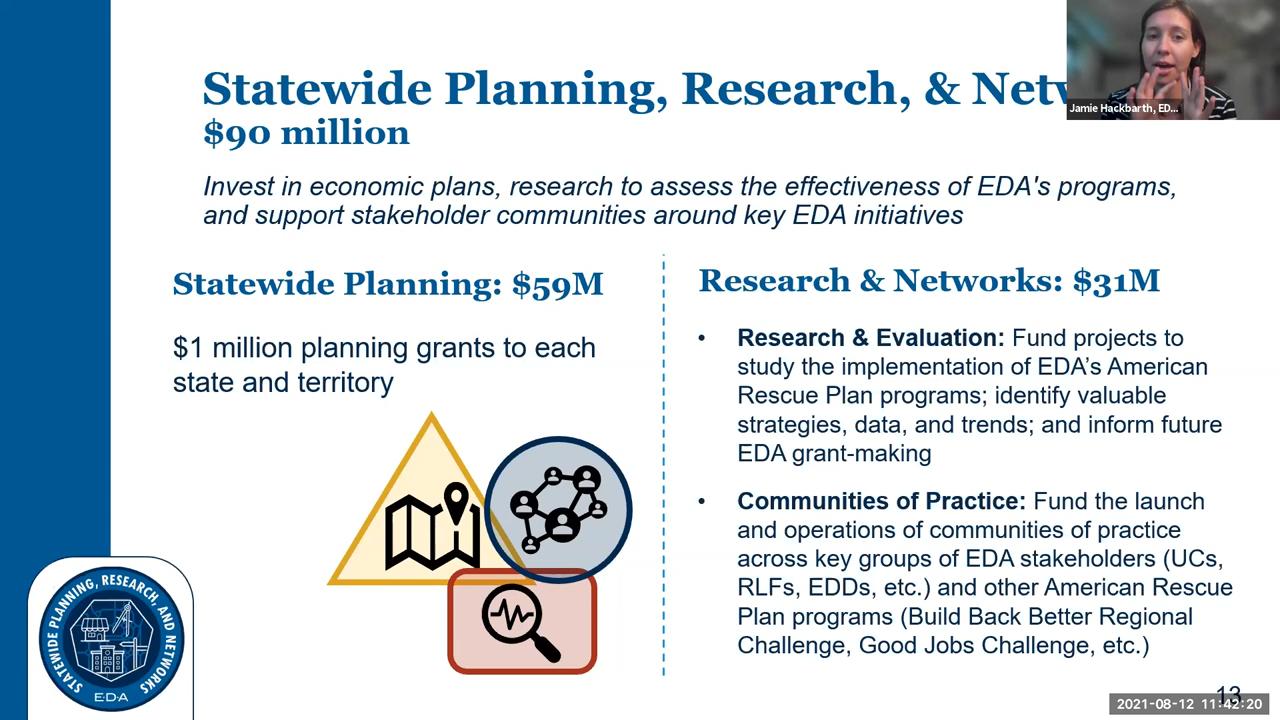 Statewide Planning, Research, & Netw
$90 million
Jamie Hackbarth, ED...
Invest in economic plans, research to assess the effectiveness of EDA's programs,
and support stakeholder communities around key EDA initiatives
Statewide Planning: $59M
$1 million planning grants to each
state and territory
Research & Networks: $31M
• Research & Evaluation: Fund projects to
study the implementation of EDA’s American
Rescue Plan programs; identify valuable
strategies, data, and trends; and inform future
EDA grant-making
• Communities of Practice: Fund the launch
and operations of communities of practice
across key groups of EDA stakeholders (UCs,
RLFs, EDDs, etc.) and other American Rescue
Plan programs (Build Back Better Regional
Challenge, Good Jobs Challenge, etc.)
STATEWIDE PLANNING, RESEARCH, AND NETWORKS
E·D·A
13
2021-08-12 11:42:20